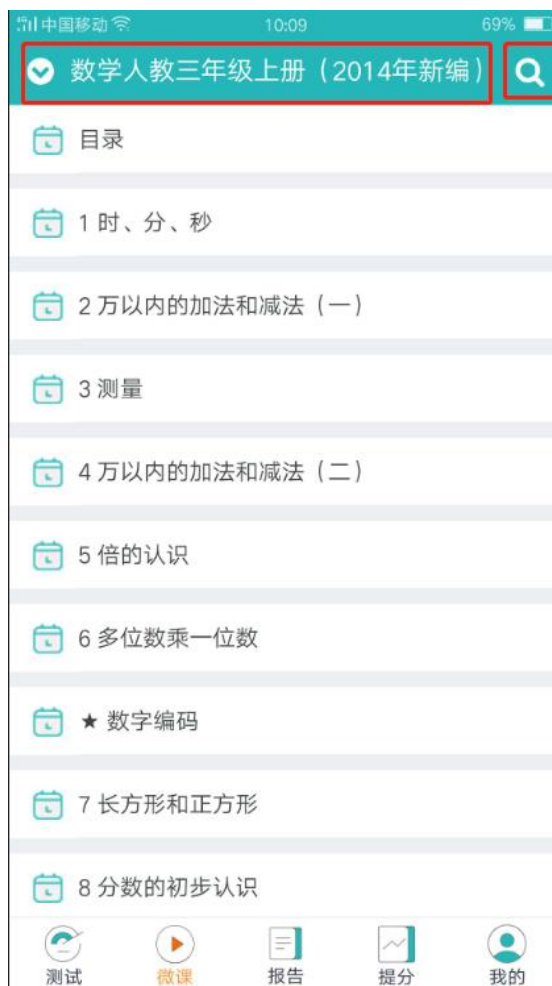 中国移动 10:09 69%
数学人教三年级上册（2014年新编）
目录
1 时、分、秒
2 万以内的加法和减法（一）
3 测量
4 万以内的加法和减法（二）
5 倍的认识
6 多位数乘一位数
★ 数字编码
7 长方形和正方形
8 分数的初步认识
测试 微课 报告 提分 我的